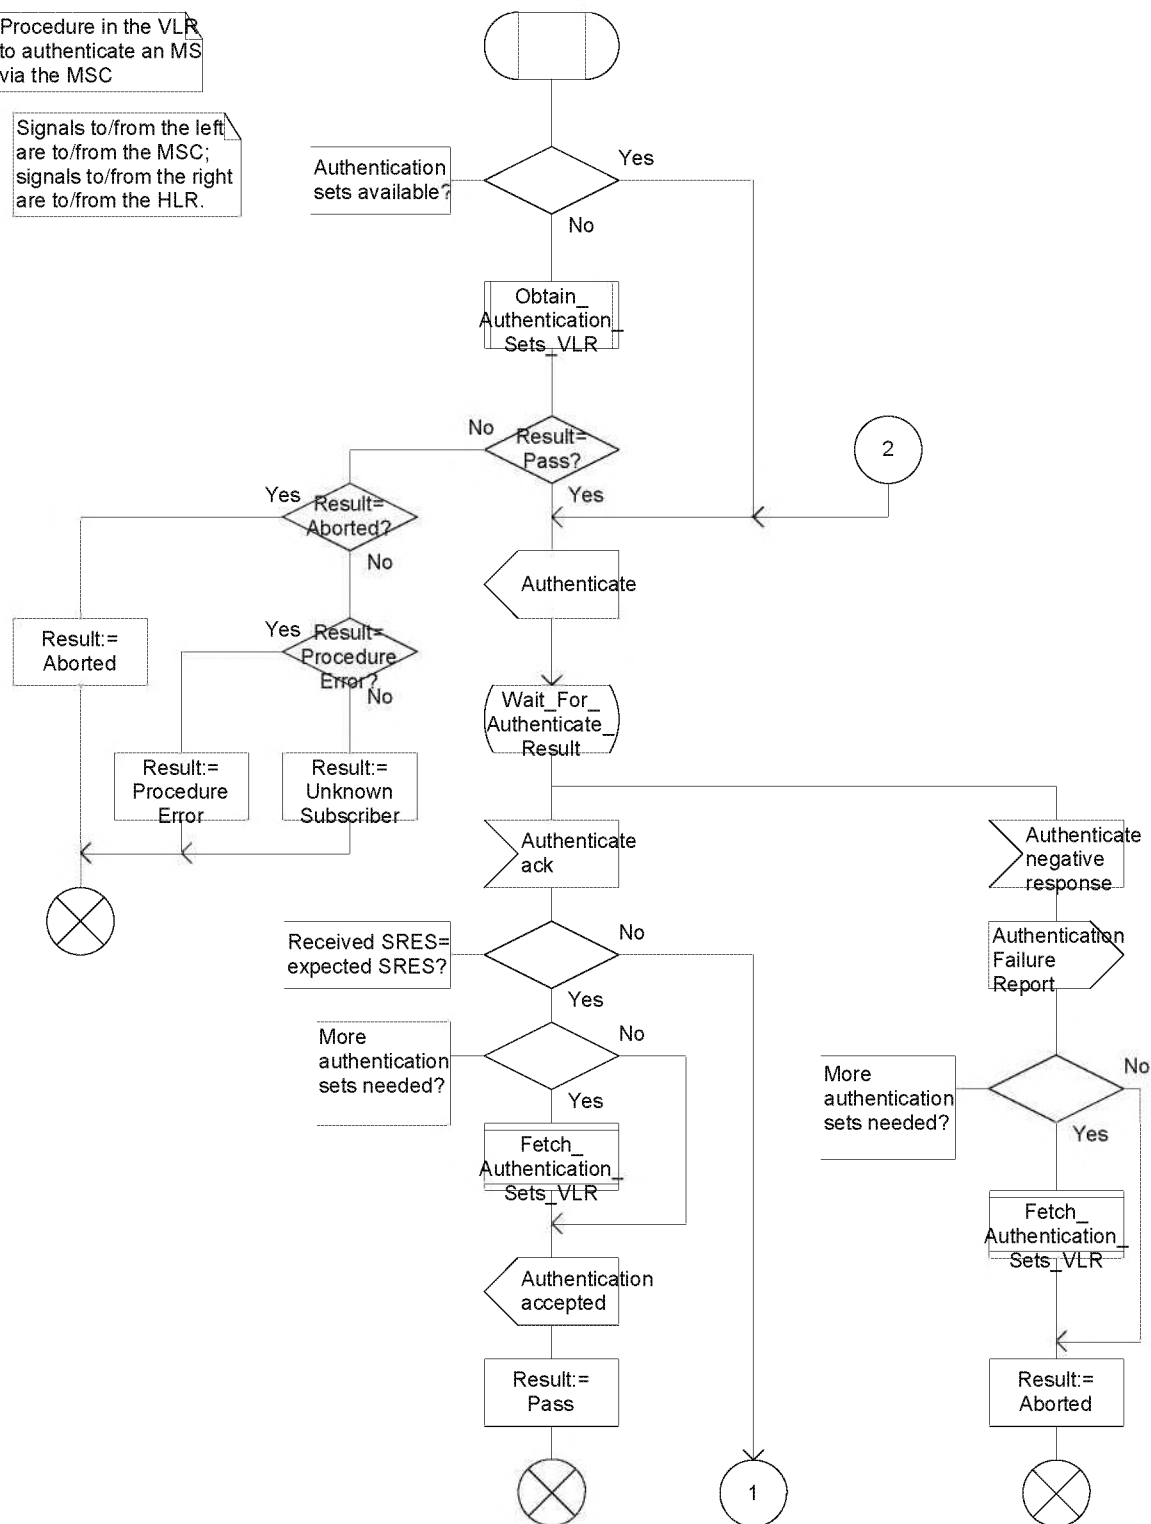 Procedure in the VLR
to authenticate an MS
via the MSC
Signals to/from the left
are to/from the MSC;
signals to/from the right
are to/from the HLR.
Authentication
sets available?
Yes
No
Obtain_
Authentication_
Sets_VLR
No
Result=
Pass?
Yes
2
Yes
Result=
Aborted?
No
Authenticate
Result:=
Aborted
Yes
Result=
Procedure
Error?
No
Wait_For_
Authenticate_
Result
Result:=
Procedure
Error
Result:=
Unknown
Subscriber
Authenticate
ack
Authenticate
negative
response
Received SRES=
expected SRES?
No
Yes
Authentication
Failure
Report
More
authentication
sets needed?
No
Yes
More
authentication
sets needed?
No
Yes
Fetch_
Authentication_
Sets_VLR
Fetch_
Authentication_
Sets_VLR
Authentication
accepted
Result:=
Pass
Result:=
Aborted
1